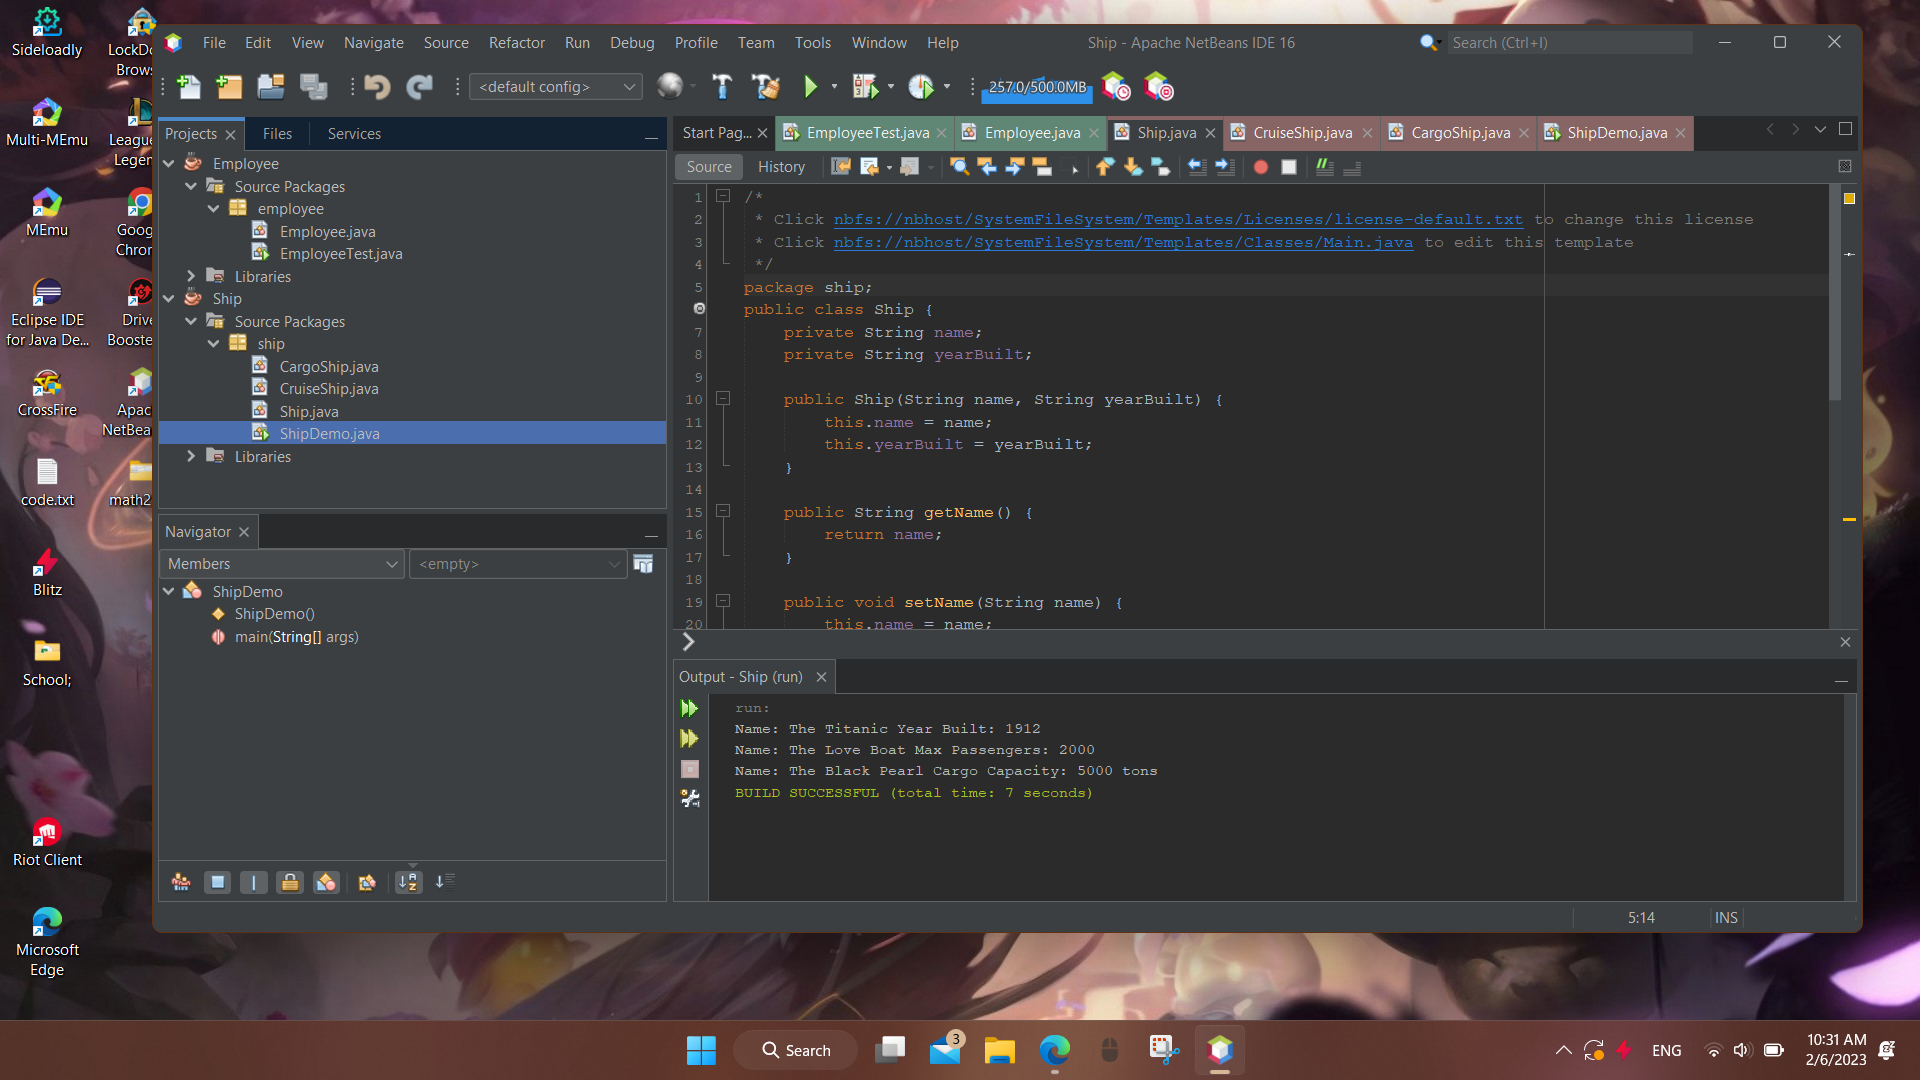 Sideloadly
LockDo
Brows
Multi-MEmu
League
Legen
MEmu
Goog
Chron
Eclipse IDE
for Java De...
Drive
Booste
CrossFire
Apac
NetBea
code.txt
math2
Blitz
School;
Riot Client
Microsoft
Edge
File Edit View Navigate Source Refactor Run Debug Profile Team Tools Window Help
Ship - Apache NetBeans IDE 16
Search (Ctrl+I)
<default config>
257.0/500.0MB
Projects Files Services
Employee
Source Packages
employee
Employee.java
EmployeeTest.java
Libraries
Ship
Source Packages
ship
CargoShip.java
CruiseShip.java
Ship.java
ShipDemo.java
Libraries
Navigator
Members <empty>
ShipDemo
ShipDemo()
main(String[] args)
Start Pag... EmployeeTest.java Employee.java Ship.java CruiseShip.java CargoShip.java ShipDemo.java
Source History
1 /*
2 * Click nbfs://nbhost/SystemFileSystem/Templates/Licenses/license-default.txt to change this license
3 * Click nbfs://nbhost/SystemFileSystem/Templates/Classes/Main.java to edit this template
4 */
5 package ship;
public class Ship {
7 private String name;
8 private String yearBuilt;
9
10 public Ship(String name, String yearBuilt) {
11 this.name = name;
12 this.yearBuilt = yearBuilt;
13 }
14
15 public String getName() {
16 return name;
17 }
18
19 public void setName(String name) {
20 this.name = name;
Output - Ship (run)
run:
Name: The Titanic Year Built: 1912
Name: The Love Boat Max Passengers: 2000
Name: The Black Pearl Cargo Capacity: 5000 tons
BUILD SUCCESSFUL (total time: 7 seconds)
5:14 INS
Search
3
ENG
10:31 AM
2/6/2023